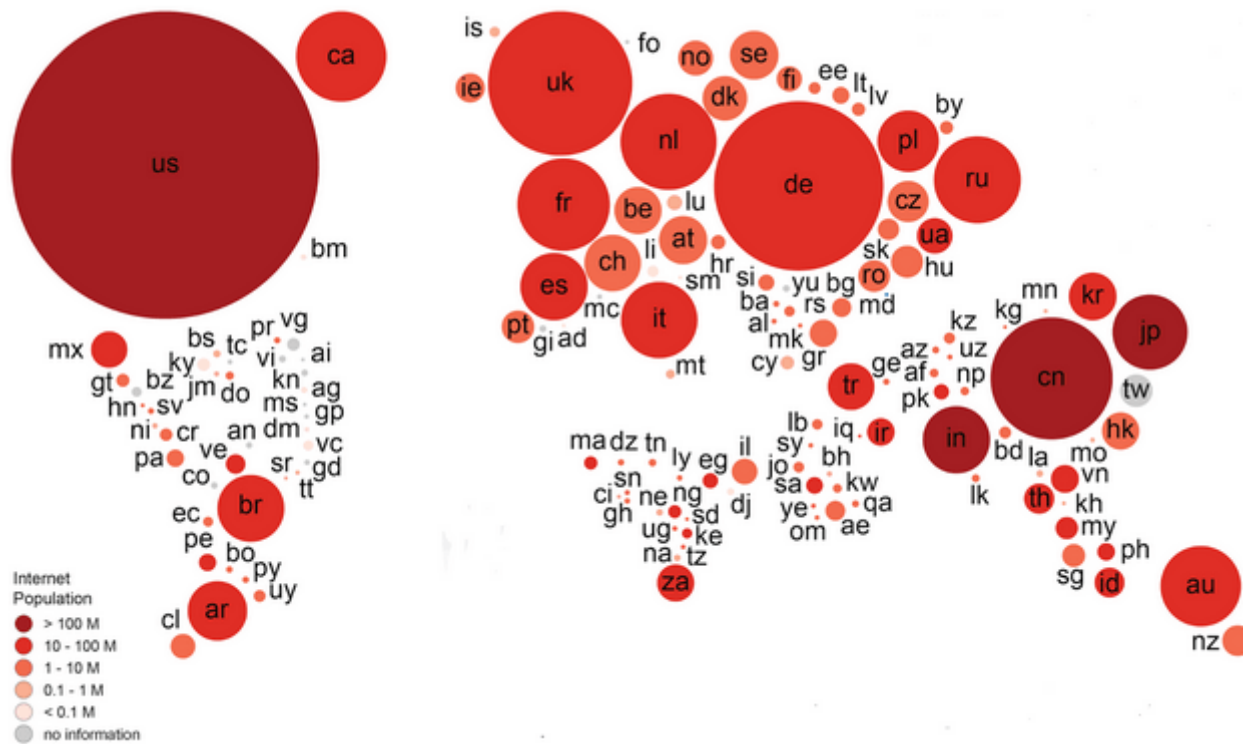 is
fo
ca
uk
ie
no
se
fi
ee
lt
lv
dk
by
us
nl
pl
de
ru
fr
be
lu
cz
at
ua
bm
ch
li
hr
sk
hu
sm
si
yu
bg
ro
es
mc
ba
rs
md
mn
kr
pt
gi
ad
it
al
mk
gr
kg
jp
mt
cy
kz
mx
bs
tc
pr
vg
ky
vi
ai
az
uz
cn
tw
gt
bz
jm
do
kn
ag
tr
ge
af
np
pk
hn
sv
ms
gp
ni
cr
an
dm
vc
lb
iq
ir
in
bd
mo
hk
pa
ve
sr
gd
ma
dz
tn
ly
eg
il
sy
jo
bh
la
vn
co
tt
sn
ng
dj
sa
kw
lk
th
kh
ci
ne
br
gh
sd
ye
qa
ae
my
ec
ug
ke
om
pe
bo
na
tz
sg
ph
py
za
id
uy
au
ar
cl
nz
Internet
Population
> 100 M
10 - 100 M
1 - 10 M
0.1 - 1 M
< 0.1 M
no information